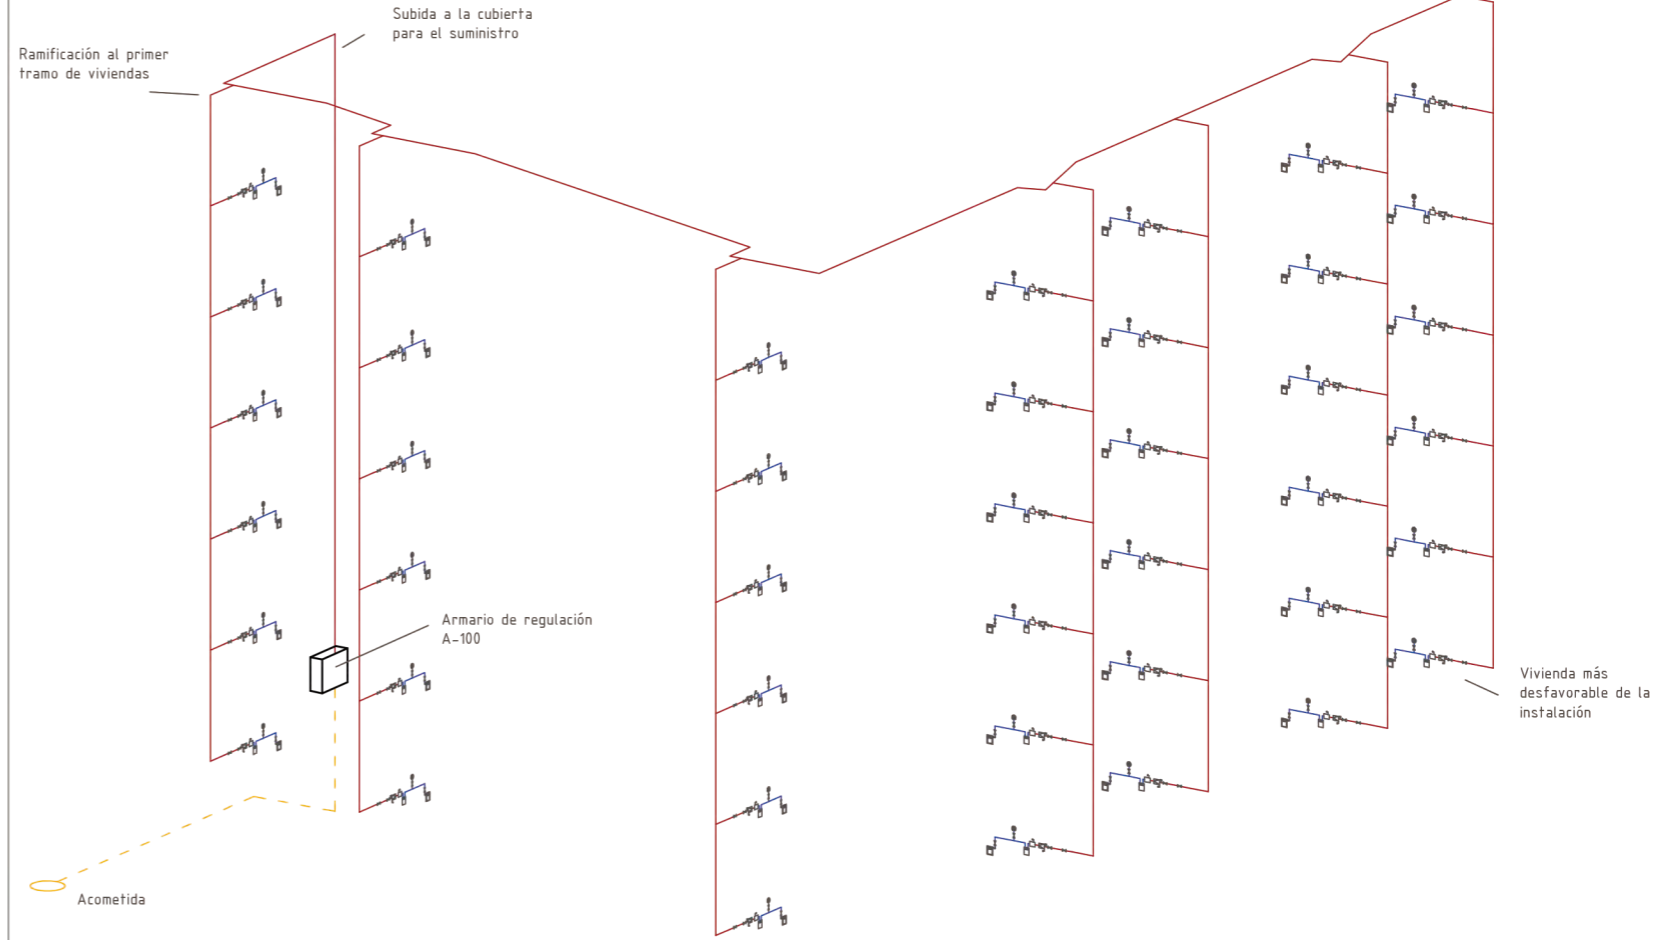 Subida a la cubierta
para el suministro
Ramificación al primer
tramo de viviendas
Armario de regulación
A-100
Vivienda más
desfavorable de la
instalación
Acometida